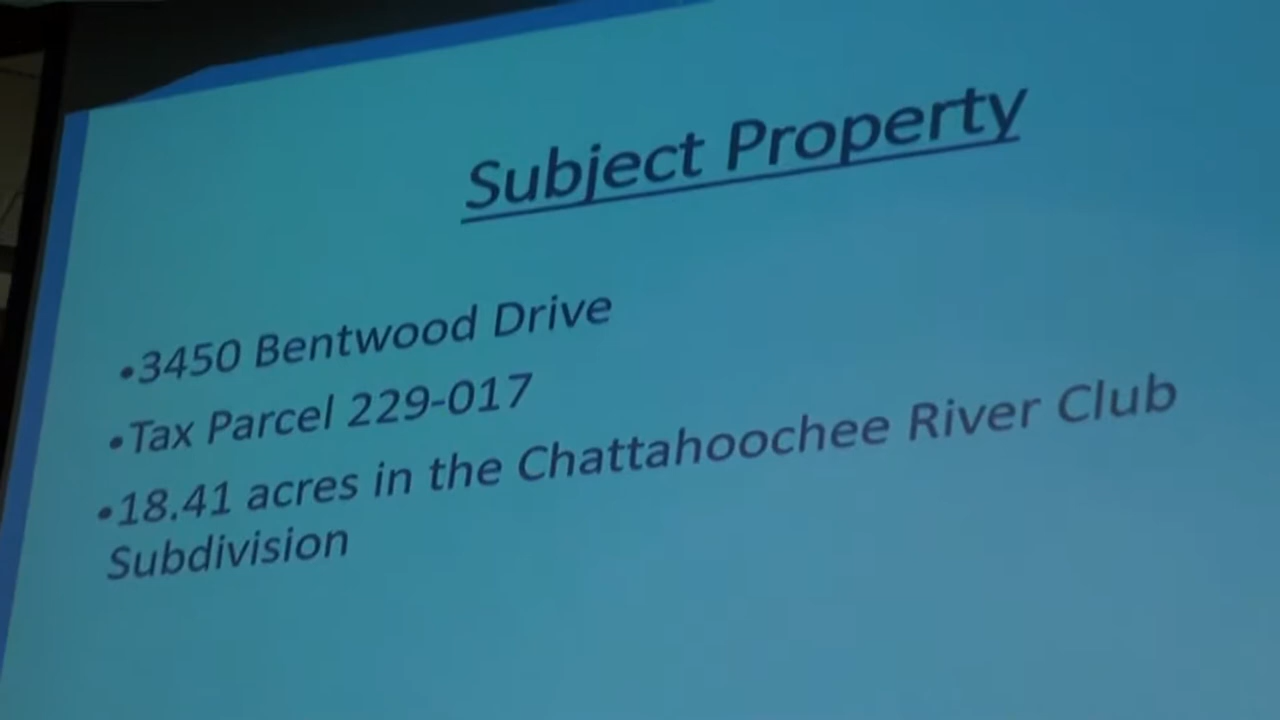 Subject Property
•3450 Bentwood Drive
•Tax Parcel 229-017
•18.41 acres in the Chattahoochee River Club
Subdivision